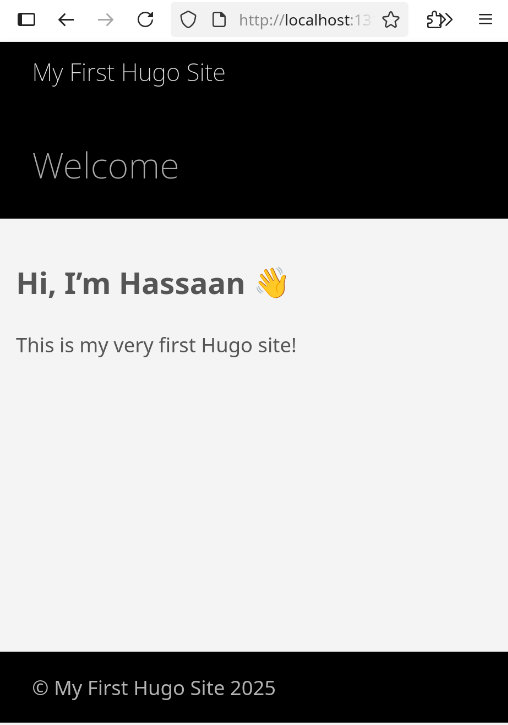 http://localhost:13
My First Hugo Site
Welcome
Hi, I’m Hassaan 👋
This is my very first Hugo site!
© My First Hugo Site 2025